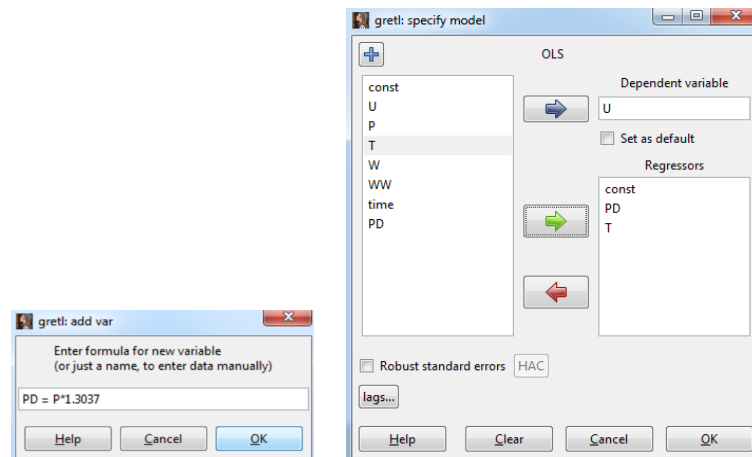 gretl: add var
Enter formula for new variable
(or just a name, to enter data manually)
PD = P*1.3037
Help Cancel OK
gretl: specify model
OLS
const
U
P
T
W
WW
time
PD
Dependent variable
U
Set as default
Regressors
const
PD
T
Robust standard errors HAC
lags...
Help Clear Cancel OK